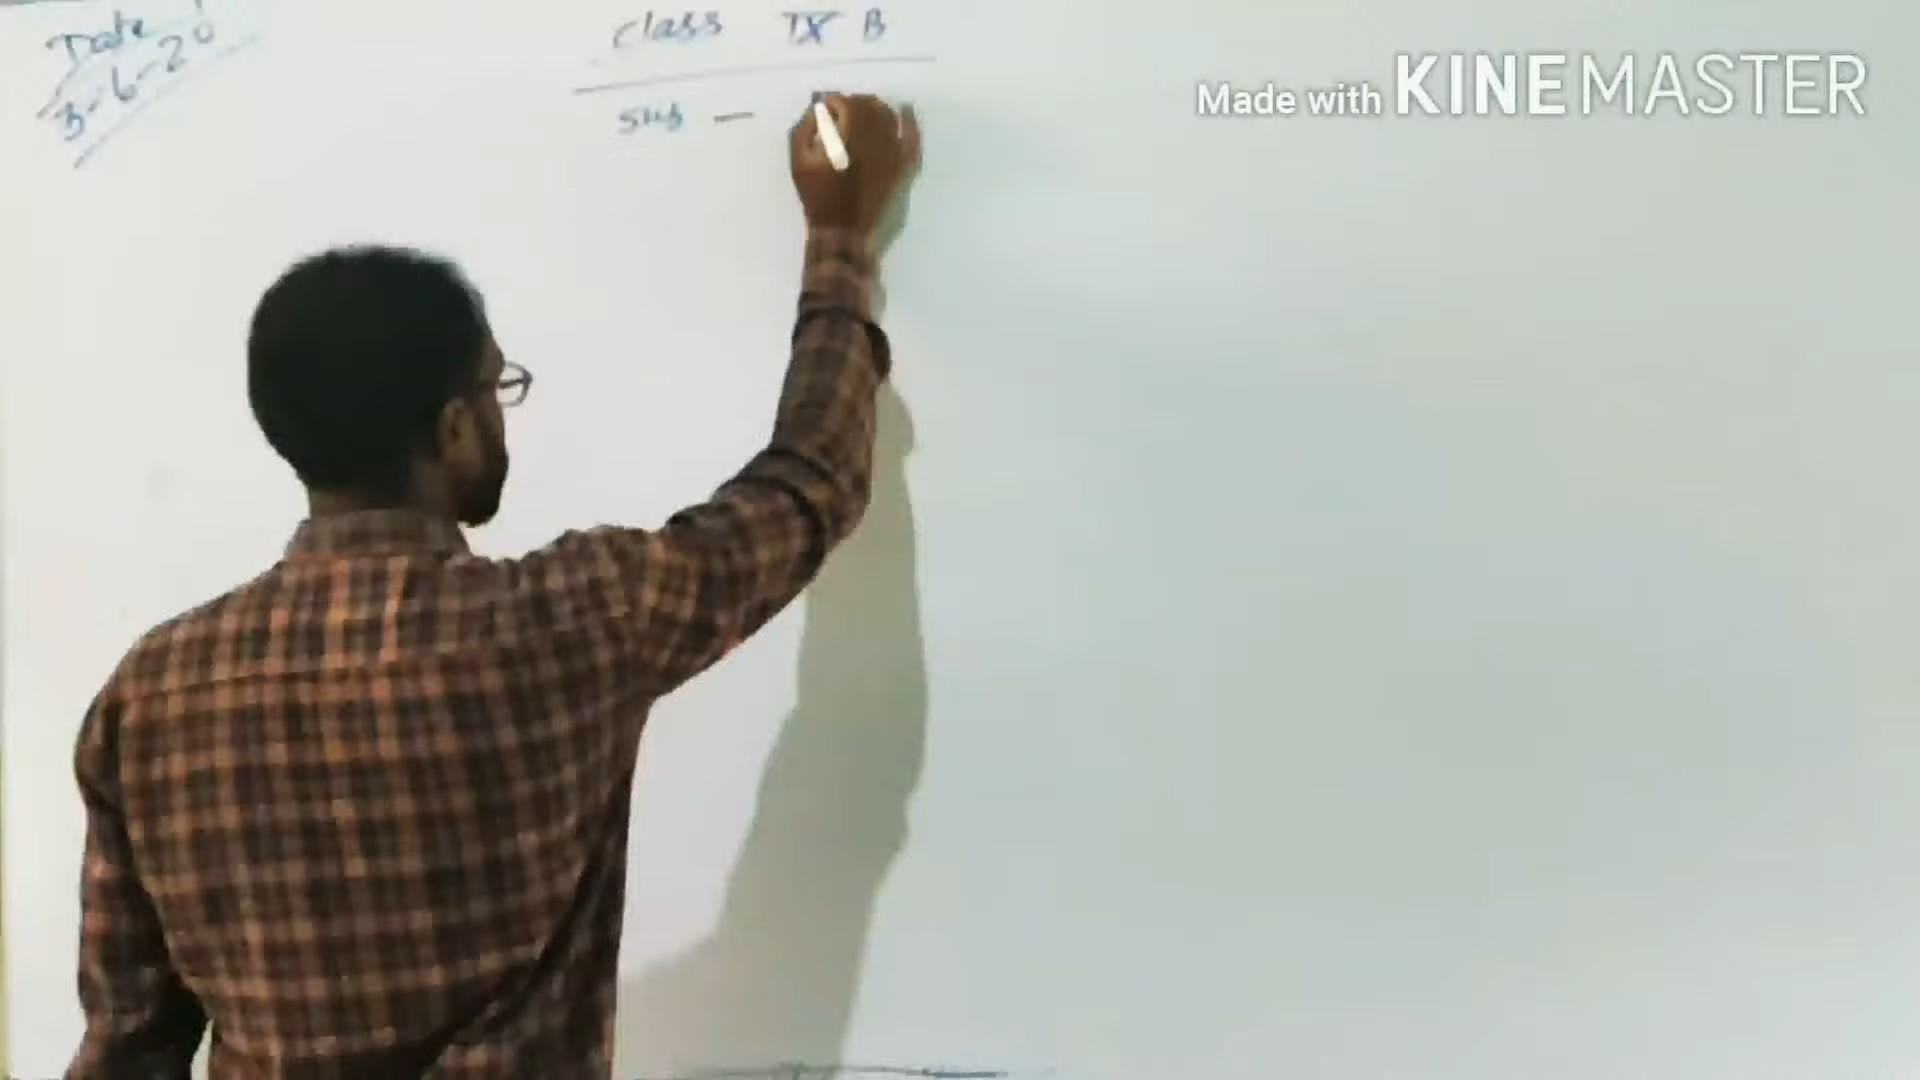 Date
3-6-20
class IX B
sub —
Made with KINEMASTER